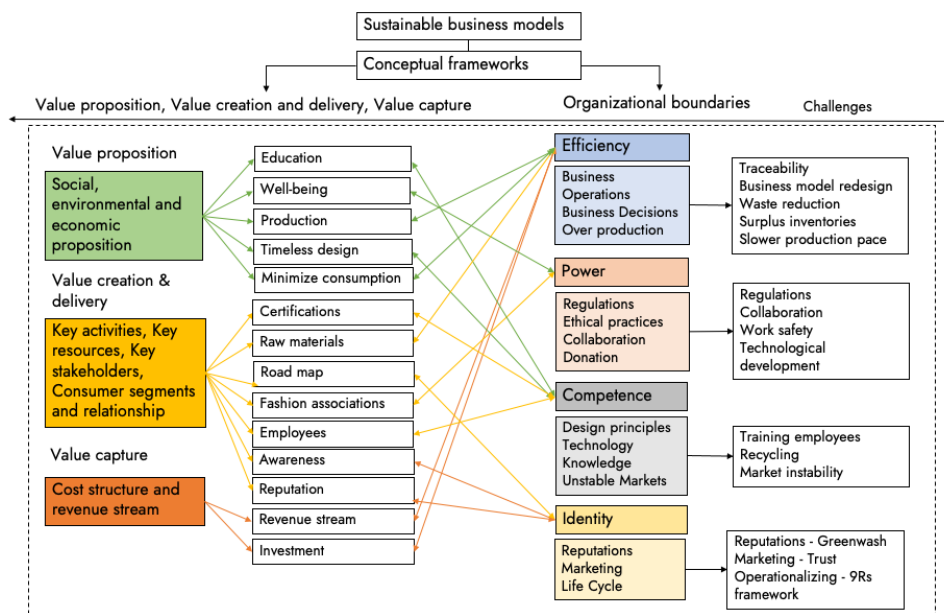 Sustainable business models
Conceptual frameworks
Value proposition, Value creation and delivery, Value capture
Organizational boundaries
Challenges
Value proposition
Social,
environmental and
economic
proposition
Value creation &
delivery
Key activities, Key
resources, Key
stakeholders,
Consumer segments
and relationship
Value capture
Cost structure and
revenue stream
Education
Well-being
Production
Timeless design
Minimize consumption
Certifications
Raw materials
Road map
Fashion associations
Employees
Awareness
Reputation
Revenue stream
Investment
Efficiency
Business
Operations
Business Decisions
Over production
Power
Regulations
Ethical practices
Collaboration
Donation
Competence
Design principles
Technology
Knowledge
Unstable Markets
Identity
Reputations
Marketing
Life Cycle
Traceability
Business model redesign
Waste reduction
Surplus inventories
Slower production pace
Regulations
Collaboration
Work safety
Technological
development
Training employees
Recycling
Market instability
Reputations - Greenwash
Marketing - Trust
Operationalizing - 9Rs
framework